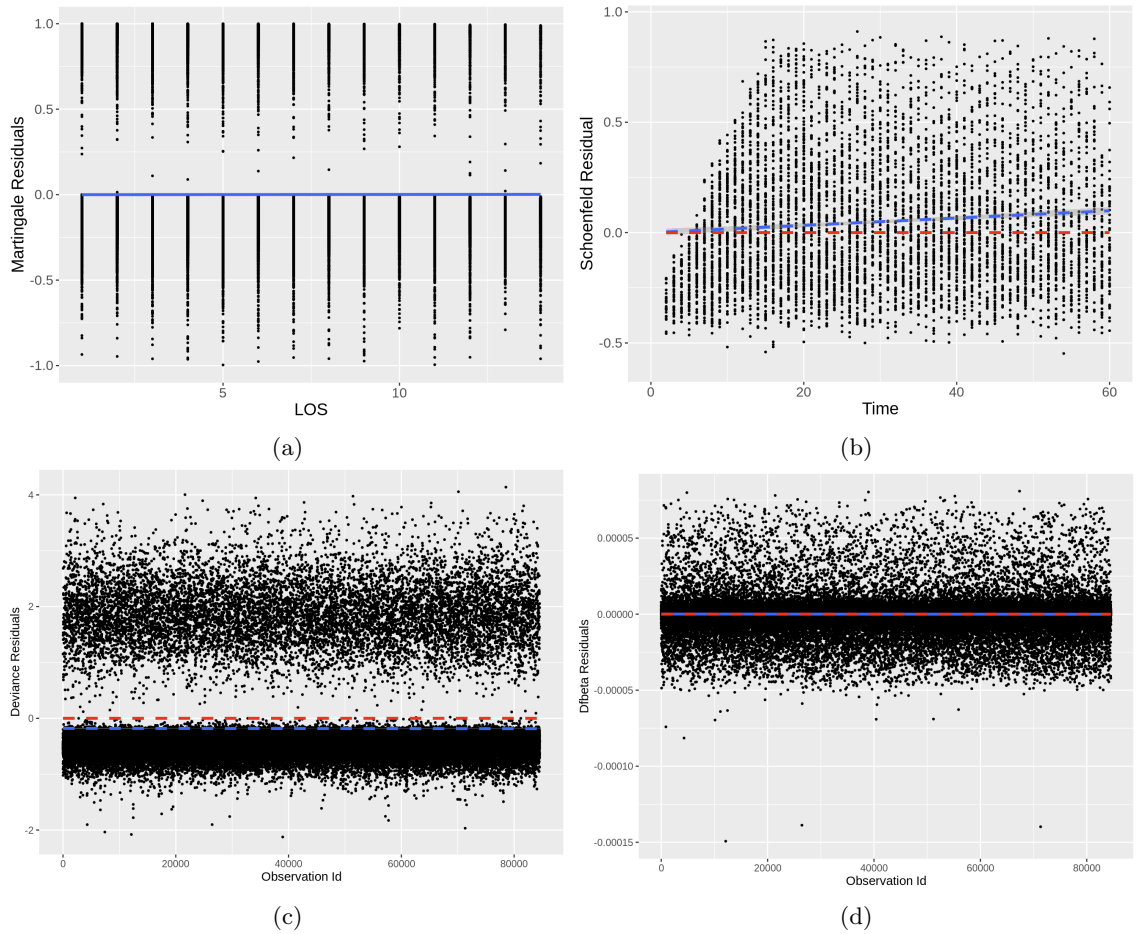 1.0
0.5
0.0
-0.5
-1.0
Martingale Residuals
5
10
LOS
(a)
1.0
0.5
0.0
-0.5
Schoenfeld Residual
0
20
40
60
Time
(b)
4
2
0
-2
Deviance Residuals
0
20000
40000
60000
80000
Observation Id
(c)
0.00005
0.00000
-0.00005
-0.00010
-0.00015
Dfbeta Residuals
0
20000
40000
60000
80000
Observation Id
(d)